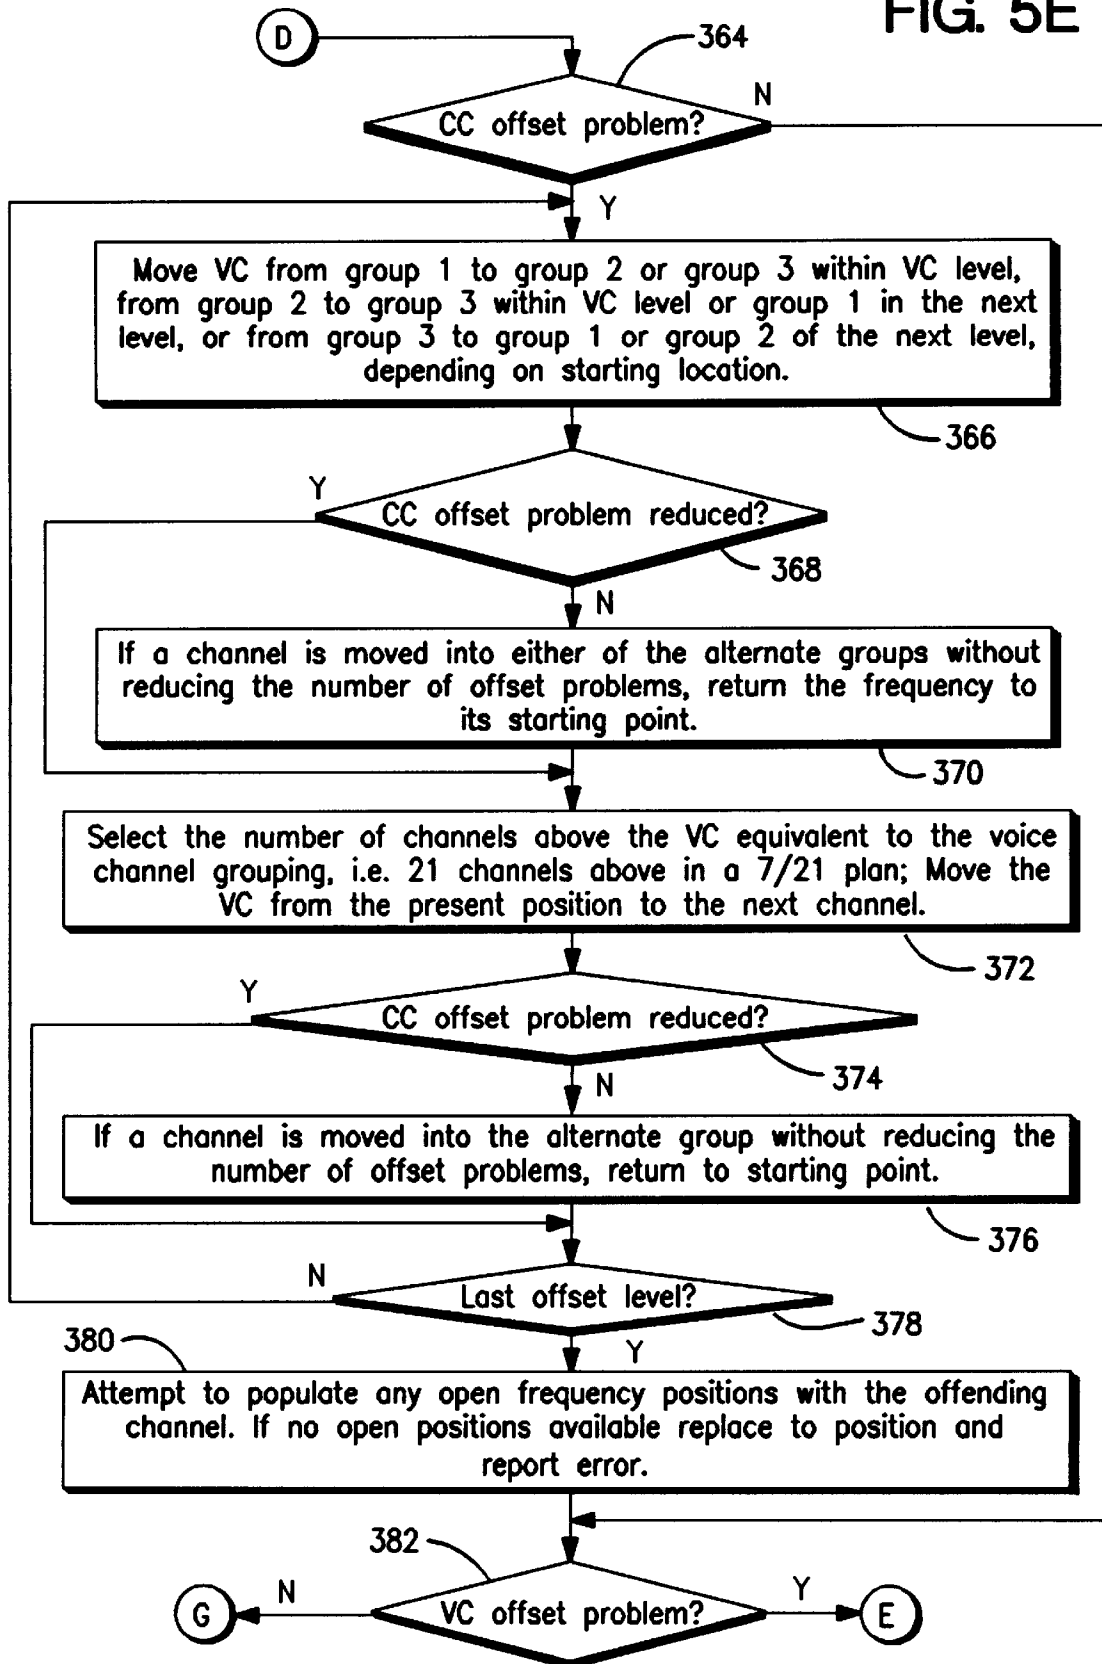 FIG. 5E
D
364
CC offset problem?
N
Y
Move VC from group 1 to group 2 or group 3 within VC level,
from group 2 to group 3 within VC level or group 1 in the next
level, or from group 3 to group 1 or group 2 of the next level,
depending on starting location.
366
Y
CC offset problem reduced?
368
N
If a channel is moved into either of the alternate groups without
reducing the number of offset problems, return the frequency to
its starting point.
370
Select the number of channels above the VC equivalent to the voice
channel grouping, i.e. 21 channels above in a 7/21 plan; Move the
VC from the present position to the next channel.
372
Y
CC offset problem reduced?
374
N
If a channel is moved into the alternate group without reducing the
number of offset problems, return to starting point.
376
N
Last offset level?
378
380
Y
Attempt to populate any open frequency positions with the offending
channel. If no open positions available replace to position and
report error.
382
G
N
VC offset problem?
Y
E